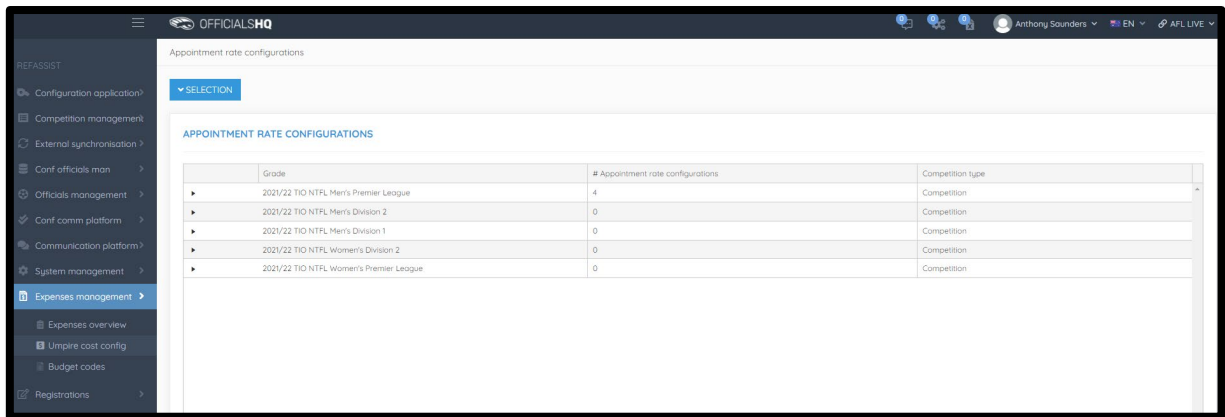 OFFICIALSHQ
0 0 0 Anthony Saunders EN AFL LIVE
Appointment rate configurations
REFASSIST
Configuration application
Competition management
External synchronisation
Conf officials man
Officials management
Conf comm platform
Communication platform
System management
Expenses management
Expenses overview
Umpire cost config
Budget codes
Registrations
SELECTION
APPOINTMENT RATE CONFIGURATIONS
Grade # Appointment rate configurations Competition type
2021/22 TIO NTFL Men's Premier League 4 Competition
2021/22 TIO NTFL Men's Division 2 0 Competition
2021/22 TIO NTFL Men's Division 1 0 Competition
2021/22 TIO NTFL Women's Division 2 0 Competition
2021/22 TIO NTFL Women's Premier League 0 Competition